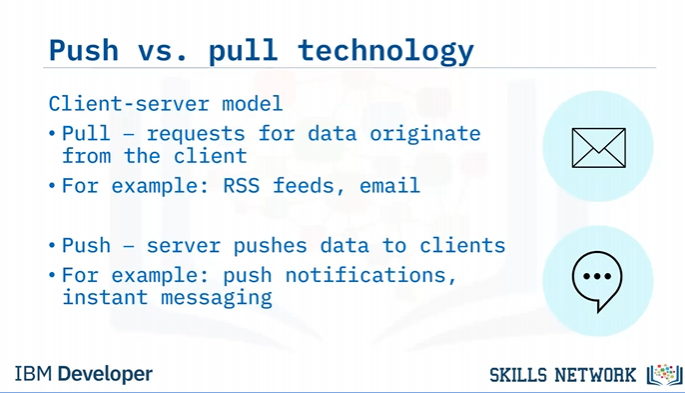 Push vs. pull technology
Client-server model
• Pull – requests for data originate
from the client
• For example: RSS feeds, email
• Push – server pushes data to clients
• For example: push notifications,
instant messaging
IBM Developer
SKILLS NETWORK